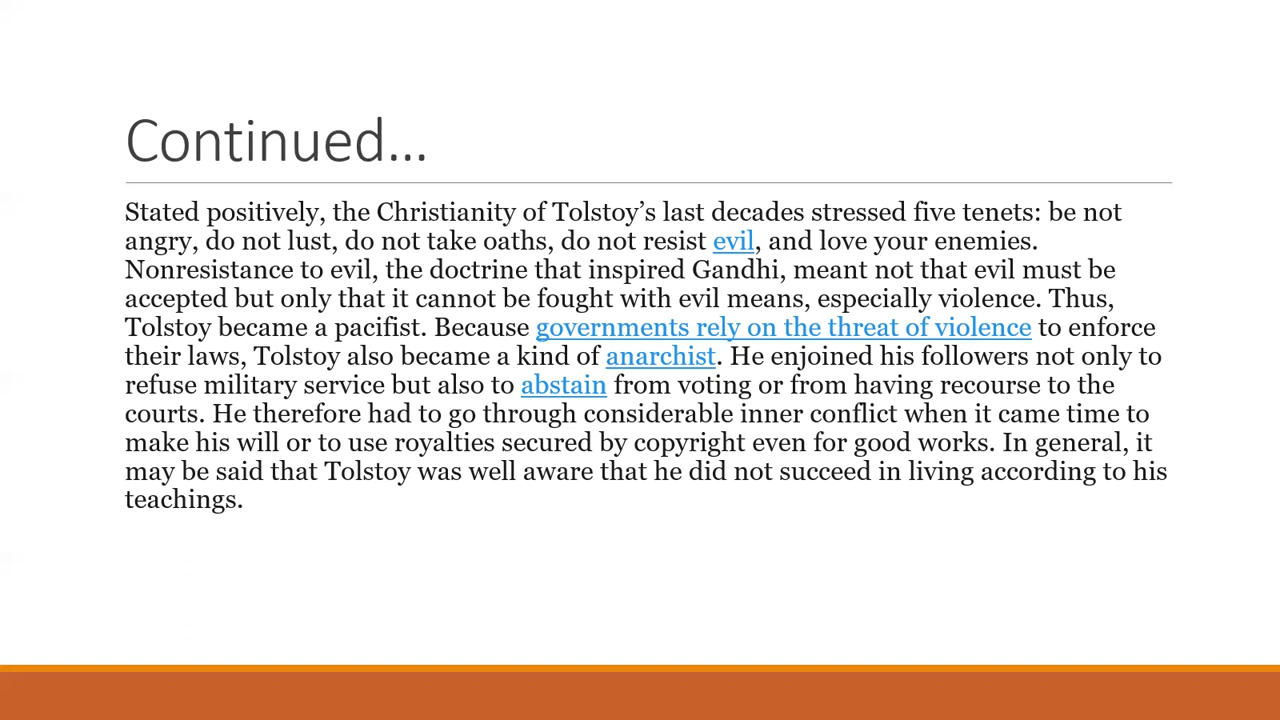 Continued...
Stated positively, the Christianity of Tolstoy’s last decades stressed five tenets: be not
angry, do not lust, do not take oaths, do not resist evil, and love your enemies.
Nonresistance to evil, the doctrine that inspired Gandhi, meant not that evil must be
accepted but only that it cannot be fought with evil means, especially violence. Thus,
Tolstoy became a pacifist. Because governments rely on the threat of violence to enforce
their laws, Tolstoy also became a kind of anarchist. He enjoined his followers not only to
refuse military service but also to abstain from voting or from having recourse to the
courts. He therefore had to go through considerable inner conflict when it came time to
make his will or to use royalties secured by copyright even for good works. In general, it
may be said that Tolstoy was well aware that he did not succeed in living according to his
teachings.